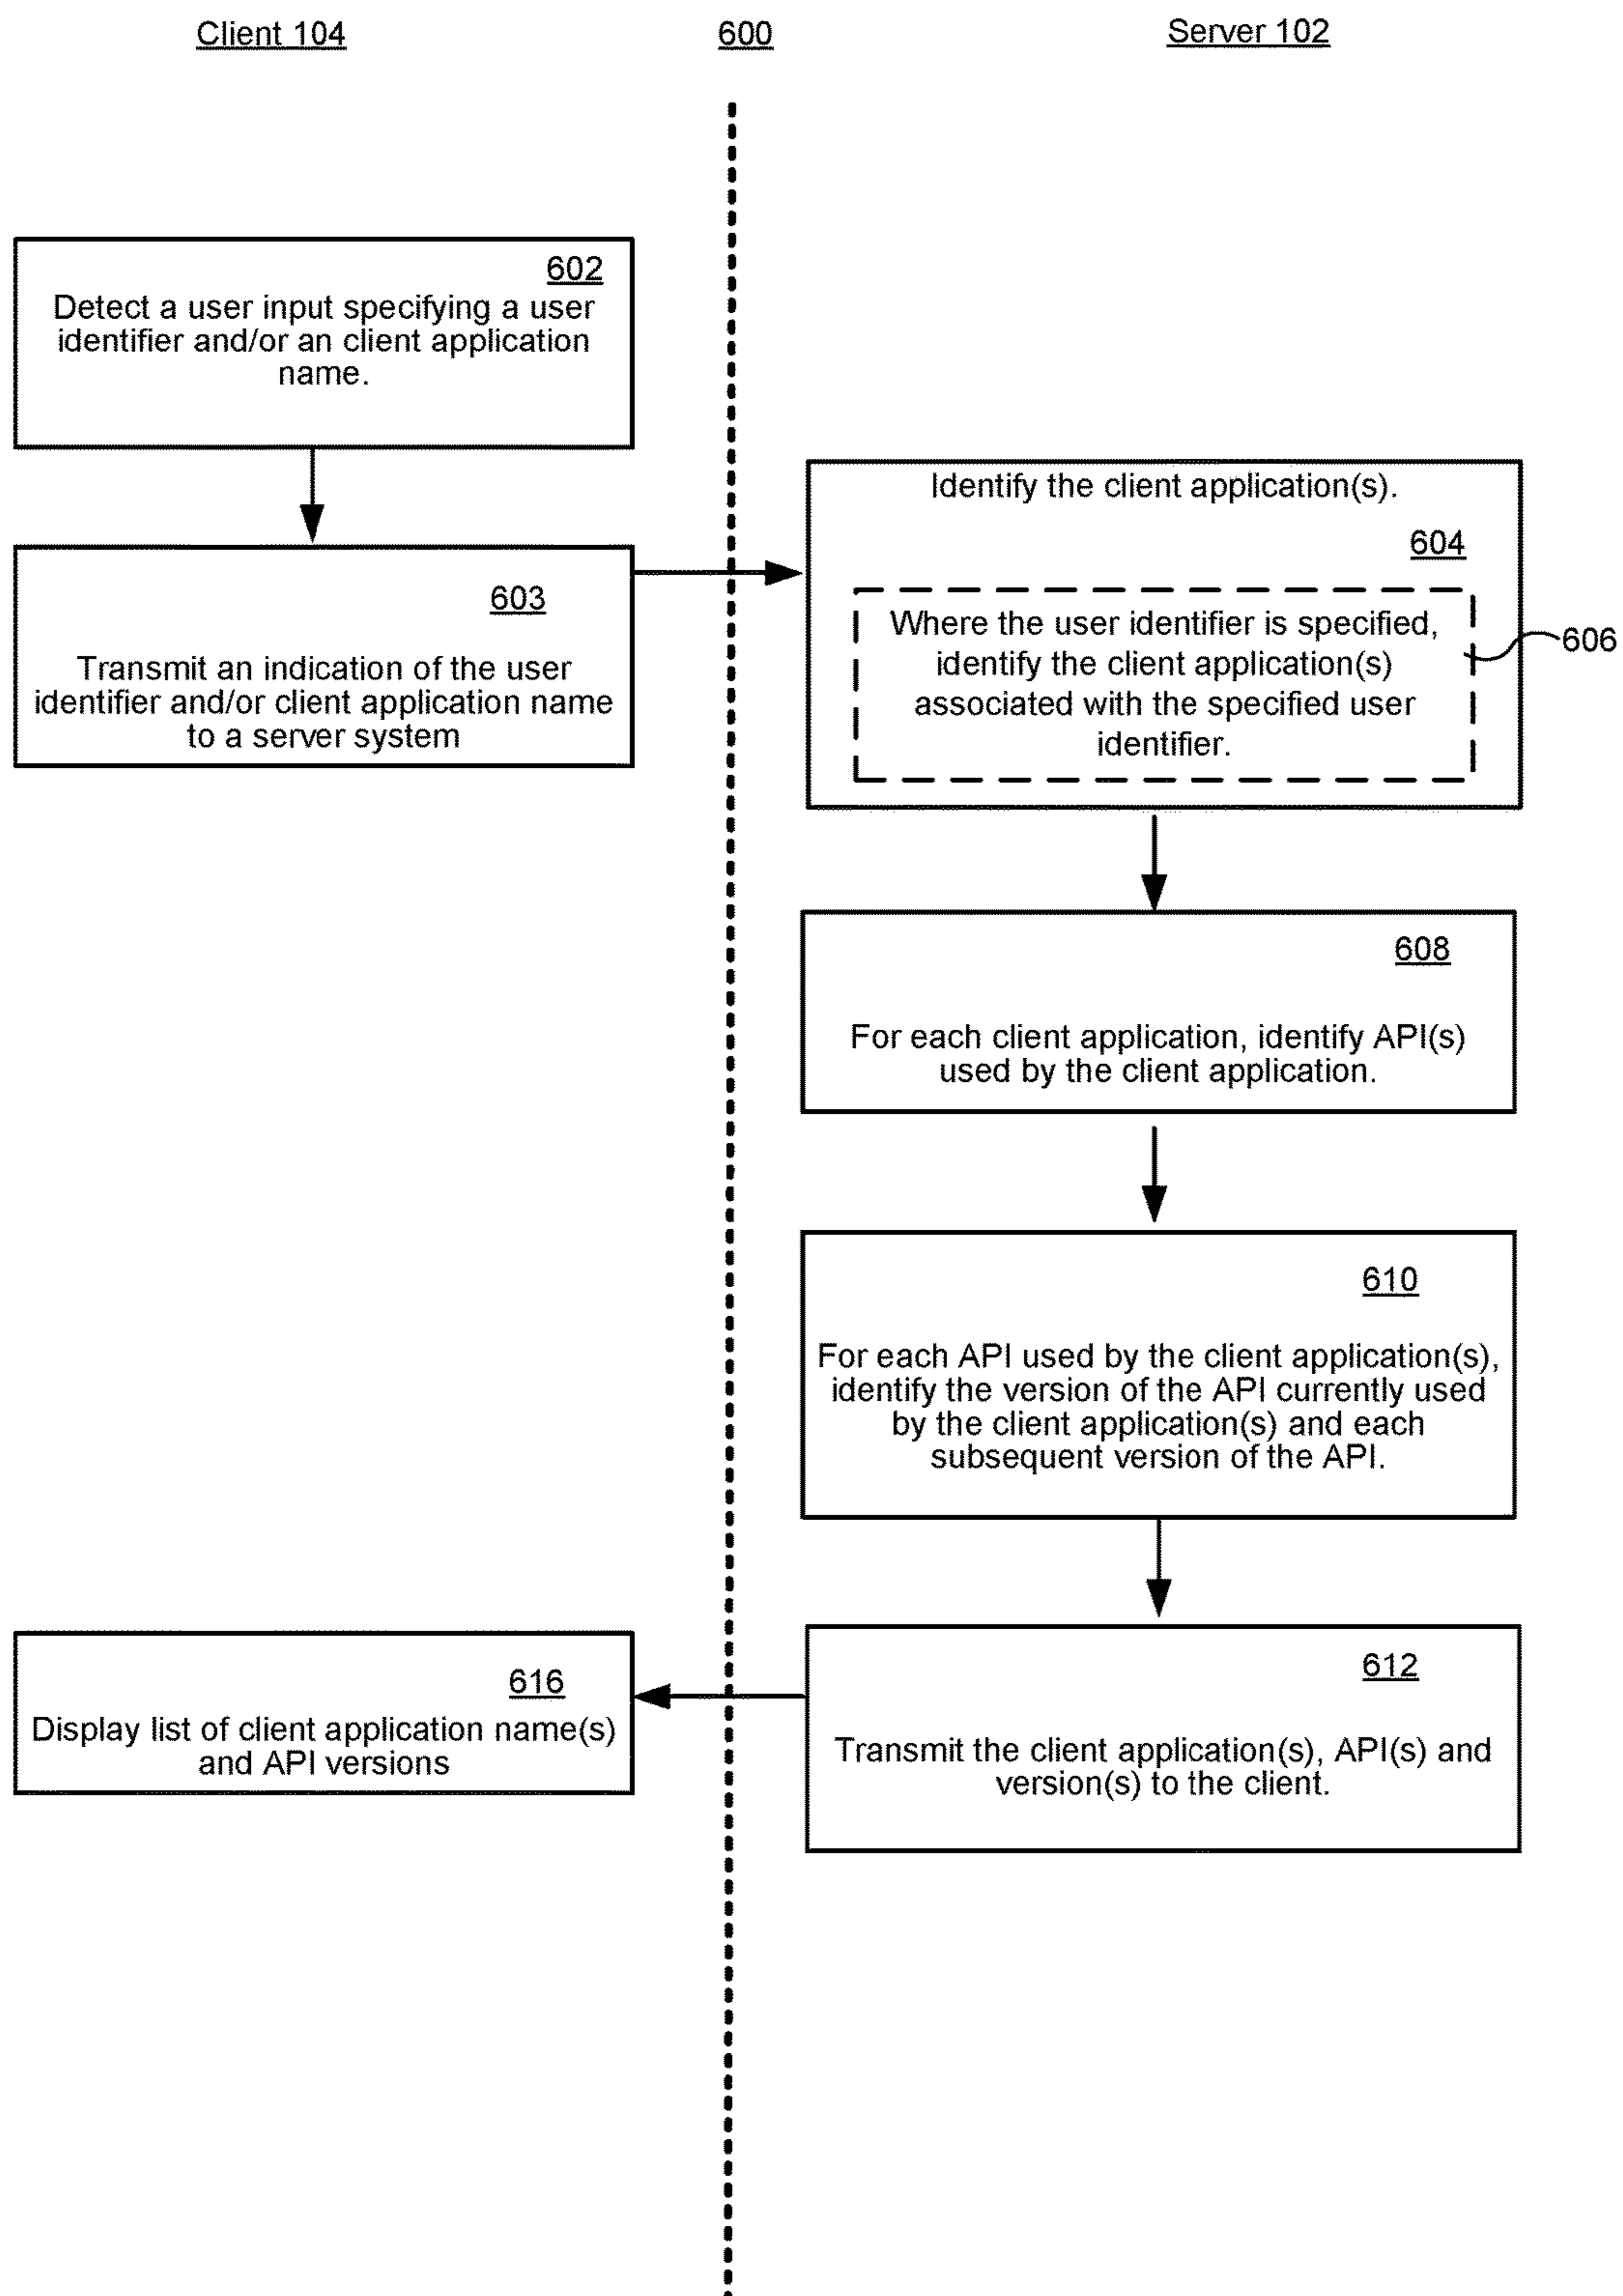 Client 104
600
Server 102
602
Detect a user input specifying a user
identifier and/or an client application
name.
603
Transmit an indication of the user
identifier and/or client application name
to a server system
Identify the client application(s).
604
Where the user identifier is specified,
identify the client application(s)
associated with the specified user
identifier.
606
608
For each client application, identify API(s)
used by the client application.
610
For each API used by the client application(s),
identify the version of the API currently used
by the client application(s) and each
subsequent version of the API.
612
Transmit the client application(s), API(s) and
version(s) to the client.
616
Display list of client application name(s)
and API versions